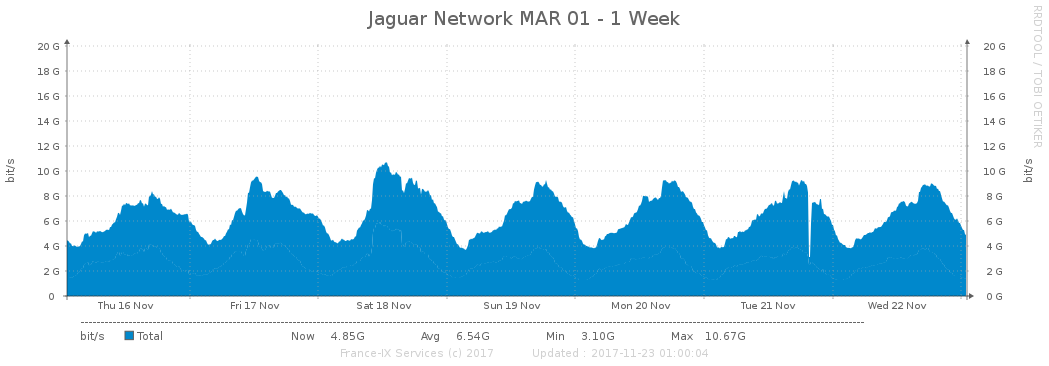 Jaguar Network MAR 01 - 1 Week
RRDTOOL / TOBI OETIKER
bit/s
bit/s
20 G
20 G
18 G
18 G
16 G
16 G
14 G
14 G
12 G
12 G
10 G
10 G
8 G
8 G
6 G
6 G
4 G
4 G
2 G
2 G
0
0 G
Thu 16 Nov Fri 17 Nov Sat 18 Nov Sun 19 Nov Mon 20 Nov Tue 21 Nov Wed 22 Nov
bit/s Total Now 4.85G Avg 6.54G Min 3.10G Max 10.67G
France-IX Services (c) 2017 Updated : 2017-11-23 01:00:04